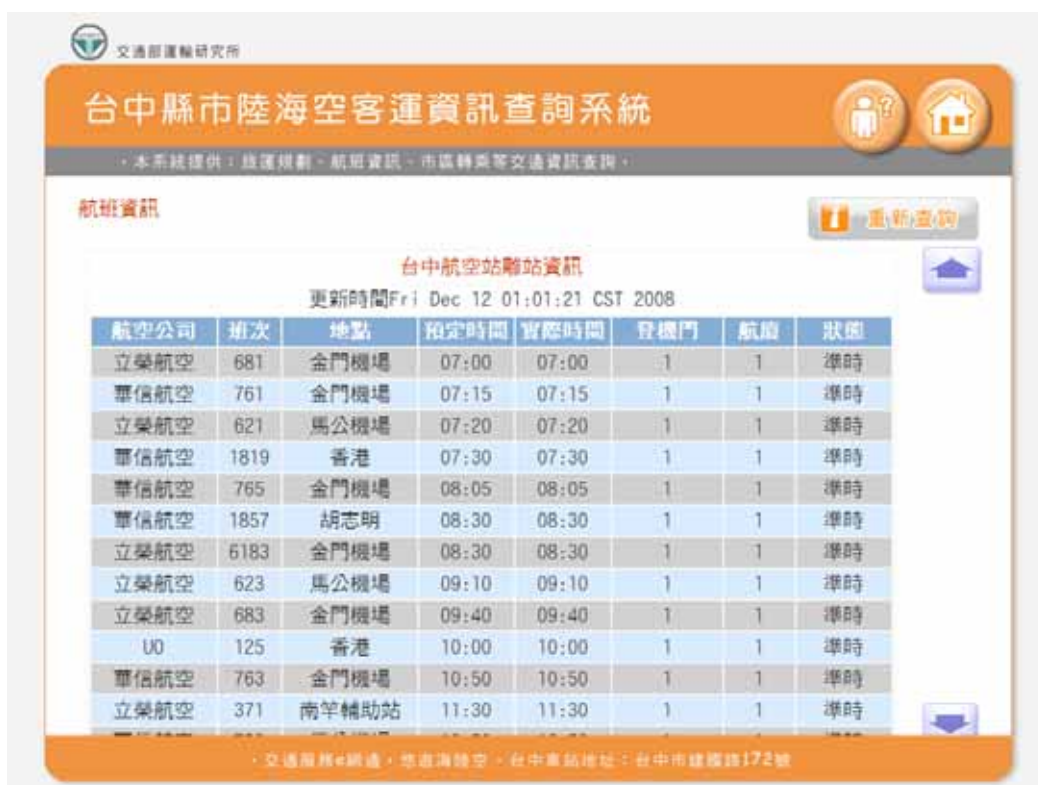 交通部運輸研究所
台中縣市陸海空客運資訊查詢系統
・本系統提供：旅運規劃、航班資訊、市區轉乘等交通資訊查詢・
航班資訊
重新查詢
台中航空站離站資訊
更新時間Fri Dec 12 01:01:21 CST 2008
航空公司 班次 地點 預定時間 實際時間 登機門 航廈 狀態
立榮航空 681 金門機場 07:00 07:00 1 1 準時
華信航空 761 金門機場 07:15 07:15 1 1 準時
立榮航空 621 馬公機場 07:20 07:20 1 1 準時
華信航空 1819 香港 07:30 07:30 1 1 準時
華信航空 765 金門機場 08:05 08:05 1 1 準時
華信航空 1857 胡志明 08:30 08:30 1 1 準時
立榮航空 6183 金門機場 08:30 08:30 1 1 準時
立榮航空 623 馬公機場 09:10 09:10 1 1 準時
立榮航空 683 金門機場 09:40 09:40 1 1 準時
UO 125 香港 10:00 10:00 1 1 準時
華信航空 763 金門機場 10:50 10:50 1 1 準時
立榮航空 371 南竿輔助站 11:30 11:30 1 1 準時
・交通服務e網通・悠遊海陸空・台中車站地址：台中市建國路172號